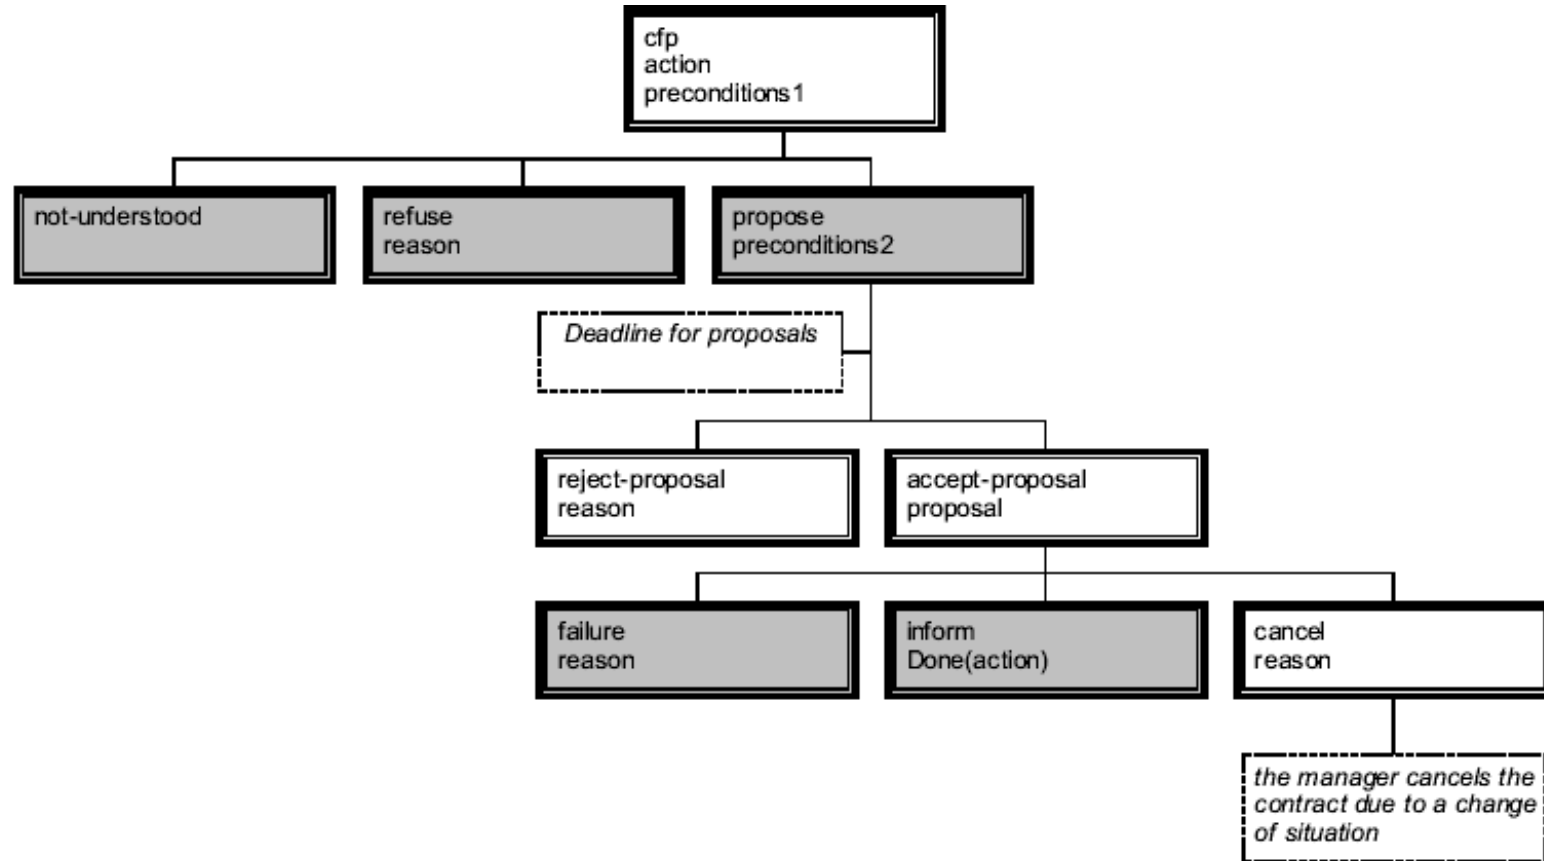 cfp
action
preconditions1
not-understood
refuse
reason
propose
preconditions2
Deadline for proposals
reject-proposal
reason
accept-proposal
proposal
failure
reason
inform
Done(action)
cancel
reason
the manager cancels the
contract due to a change
of situation